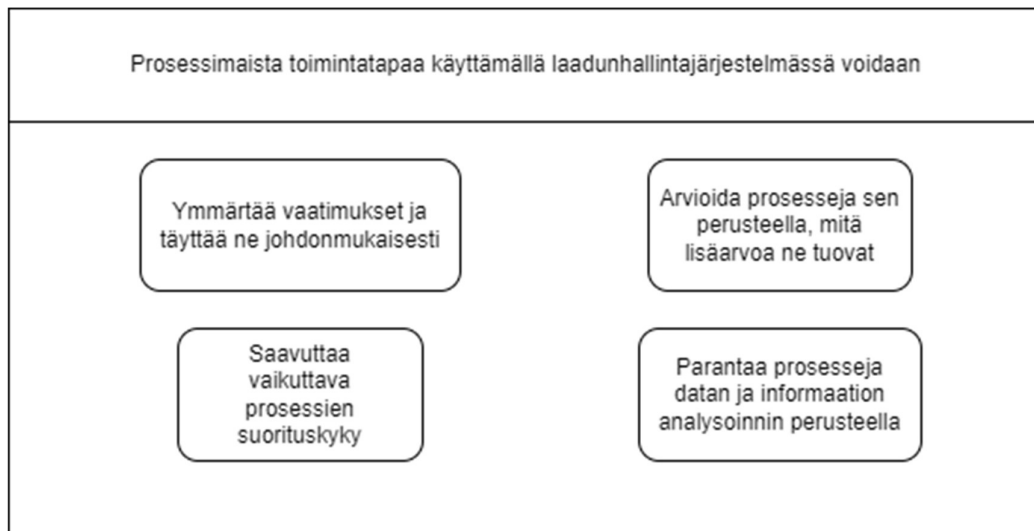 Prosessimaista toimintatapaa käyttämällä laadunhallintajärjestelmässä voidaan
Ymmärtää vaatimukset ja
täyttää ne johdonmukaisesti
Arvioida prosesseja sen
perusteella, mitä
lisäarvoa ne tuovat
Saavuttaa
vaikuttava
prosessien
suorituskyky
Parantaa prosesseja
datan ja informaation
analysoinnin perusteella